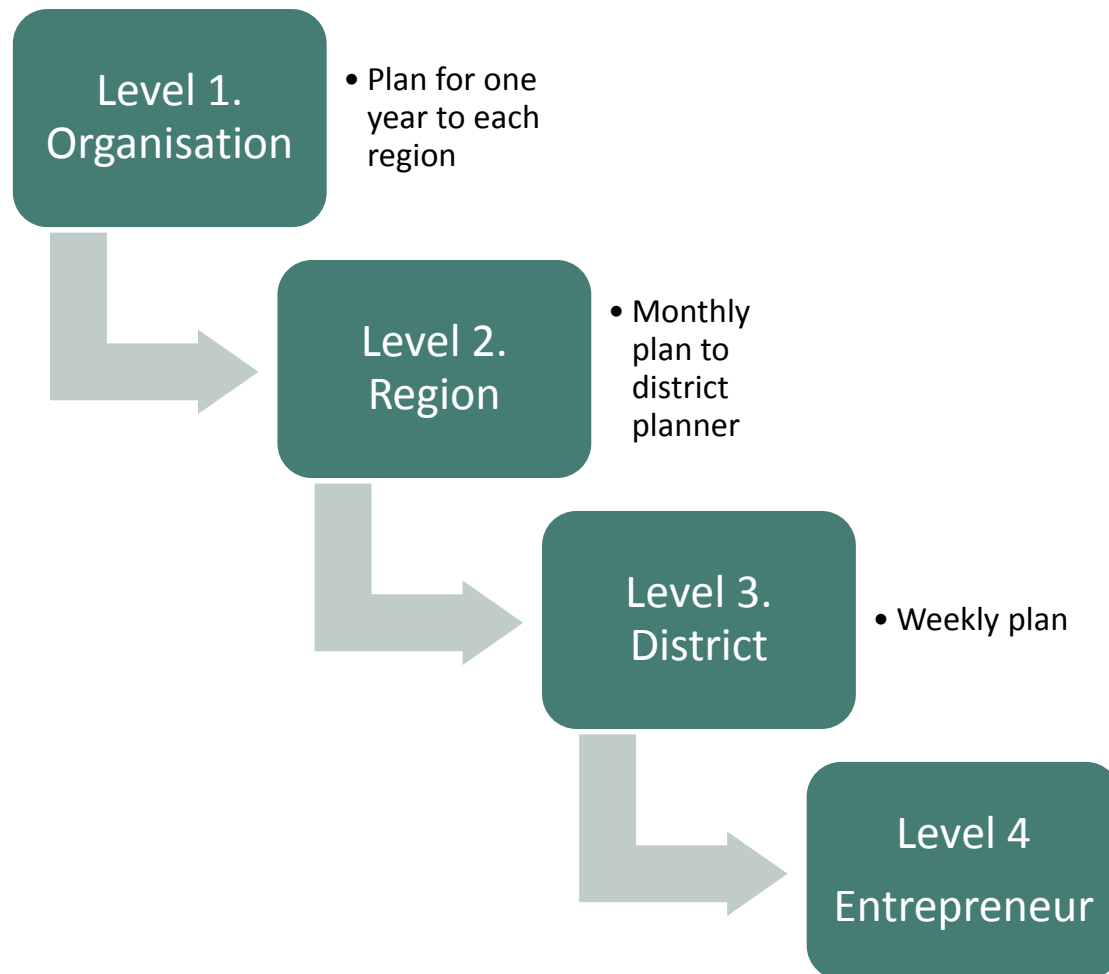 Level 1.
Organisation
• Plan for one
year to each
region
Level 2.
Region
• Monthly
plan to
district
planner
Level 3.
District
• Weekly plan
Level 4
Entrepreneur